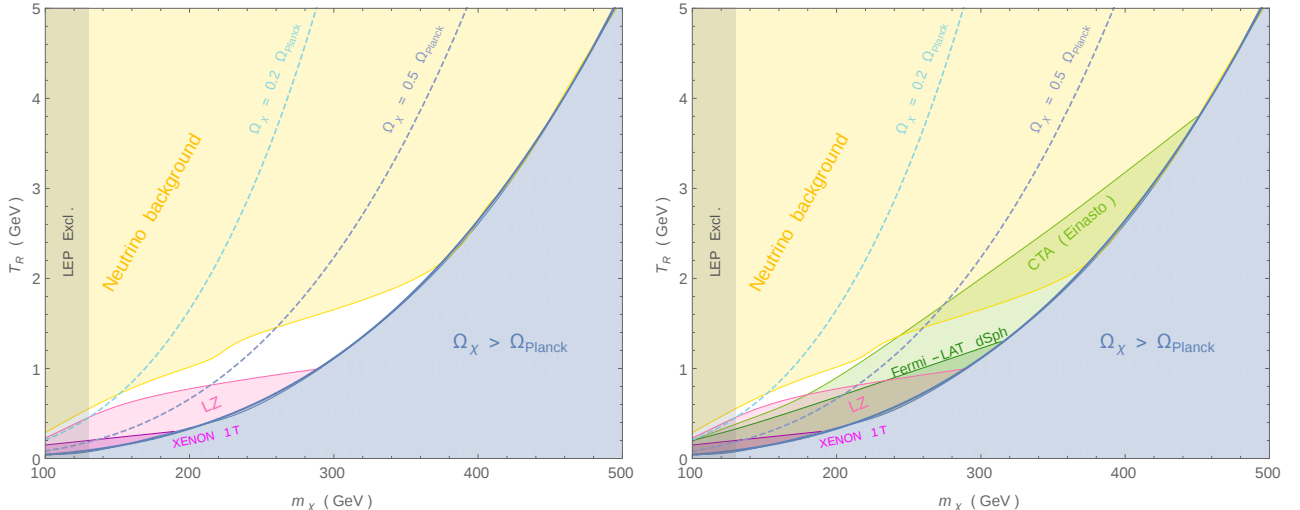 5
4
3
2
1
0
T_R ( GeV )
LEP Excl.
Neutrino background
Ω_χ = 0.2 Ω_Planck
Ω_χ = 0.5 Ω_Planck
Ω_χ > Ω_Planck
LZ
XENON 1T
100 200 300 400 500
m_χ ( GeV )
5
4
3
2
1
0
T_R ( GeV )
LEP Excl.
Neutrino background
Ω_χ = 0.2 Ω_Planck
Ω_χ = 0.5 Ω_Planck
CTA ( Einasto )
Fermi -LAT dSph
Ω_χ > Ω_Planck
LZ
XENON 1T
100 200 300 400 500
m_χ ( GeV )